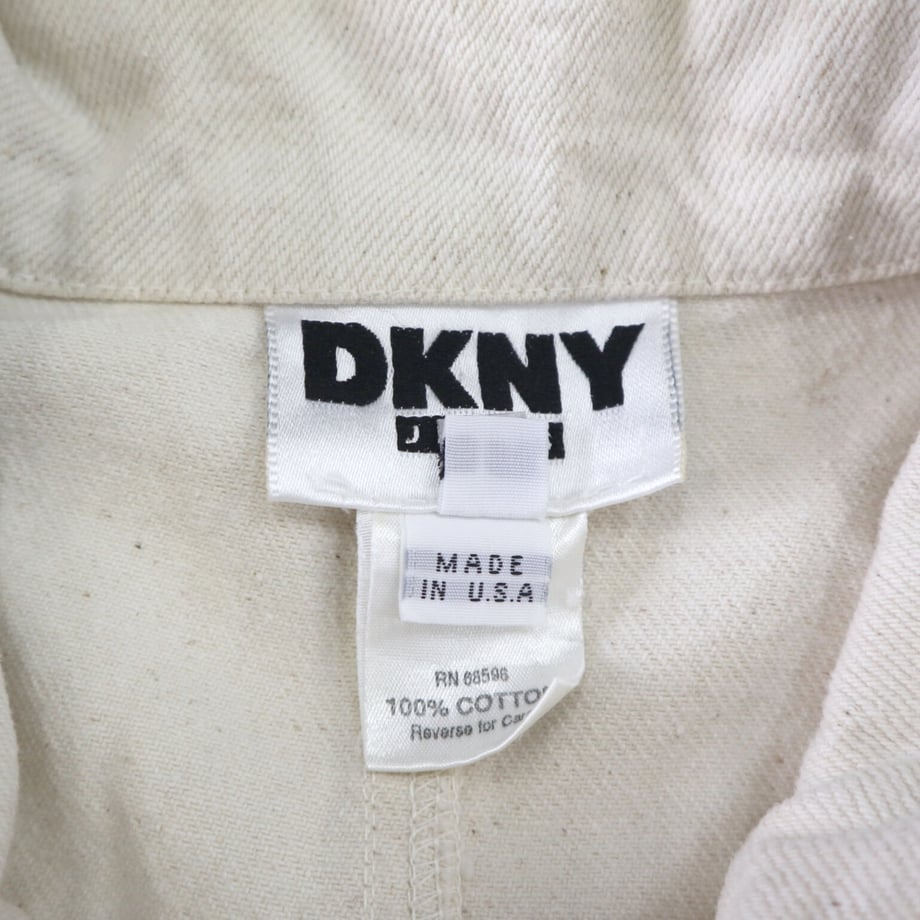 DKNY
MADE
IN U.S.A
RN 68596
100% COTTO
Reverse for Car